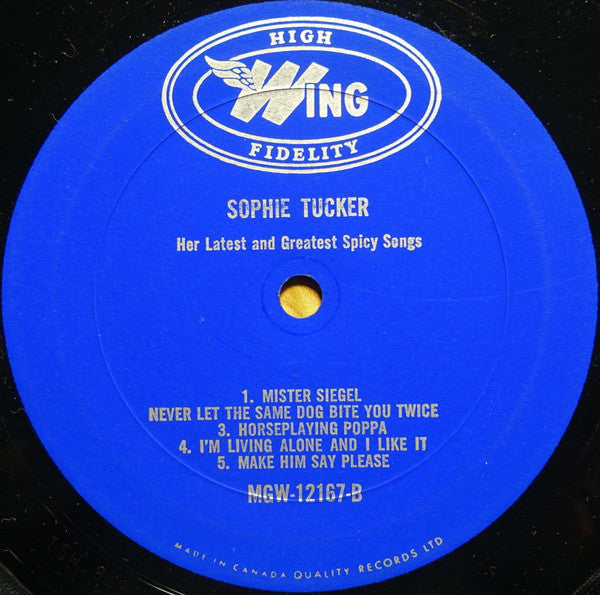 HIGH
WING
FIDELITY
SOPHIE TUCKER
Her Latest and Greatest Spicy Songs
1. MISTER SIEGEL
NEVER LET THE SAME DOG BITE YOU TWICE
3. HORSEPLAYING POPPA
4. I'M LIVING ALONE AND I LIKE IT
5. MAKE HIM SAY PLEASE
MGW-12167-B
MADE IN CANADA QUALITY RECORDS LTD